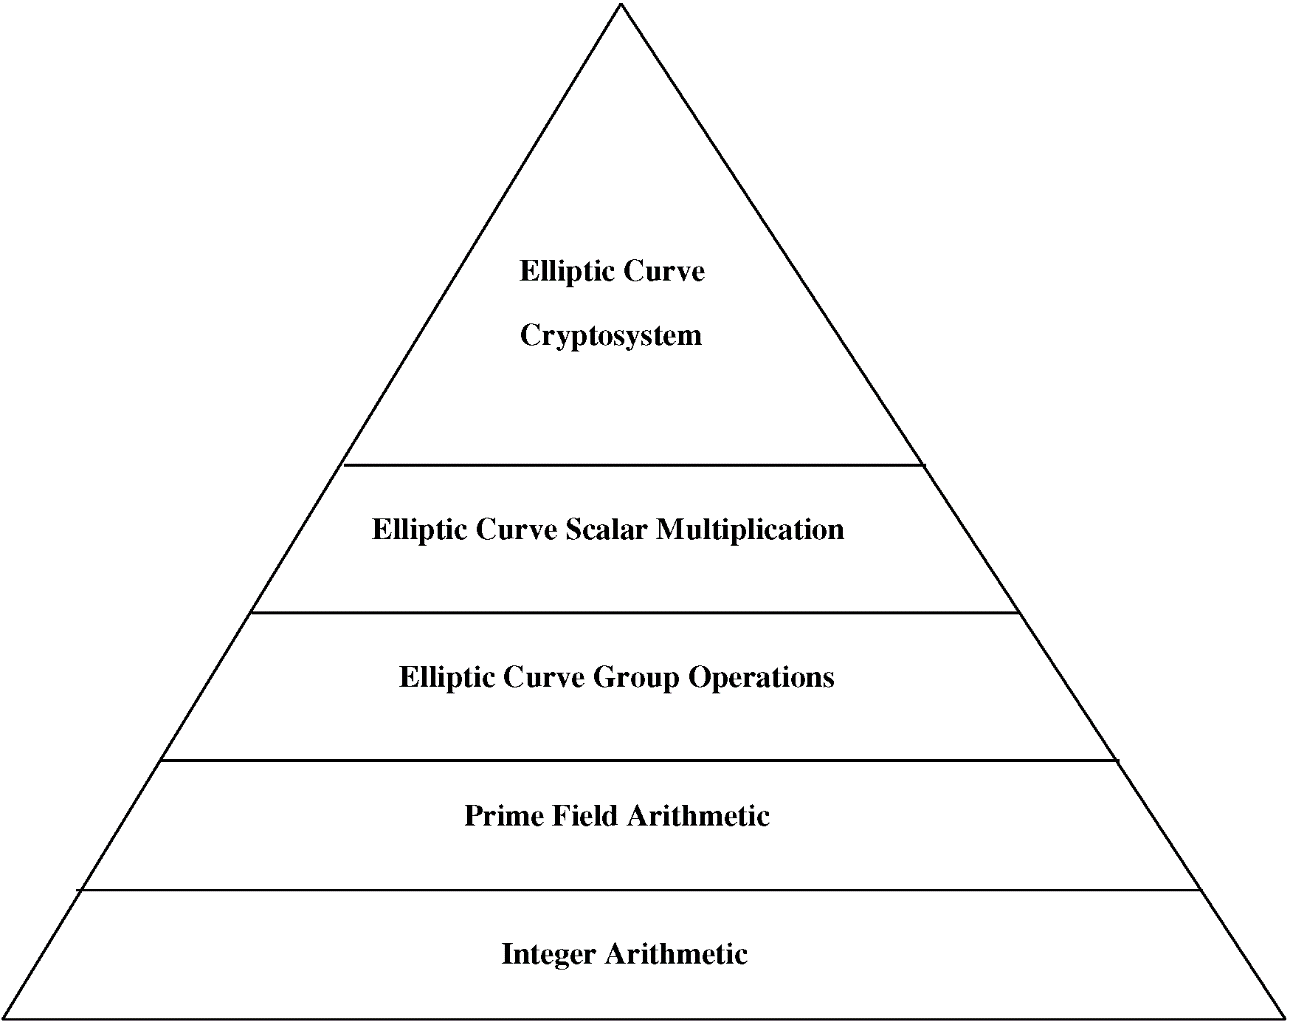 Elliptic Curve
Cryptosystem
Elliptic Curve Scalar Multiplication
Elliptic Curve Group Operations
Prime Field Arithmetic
Integer Arithmetic